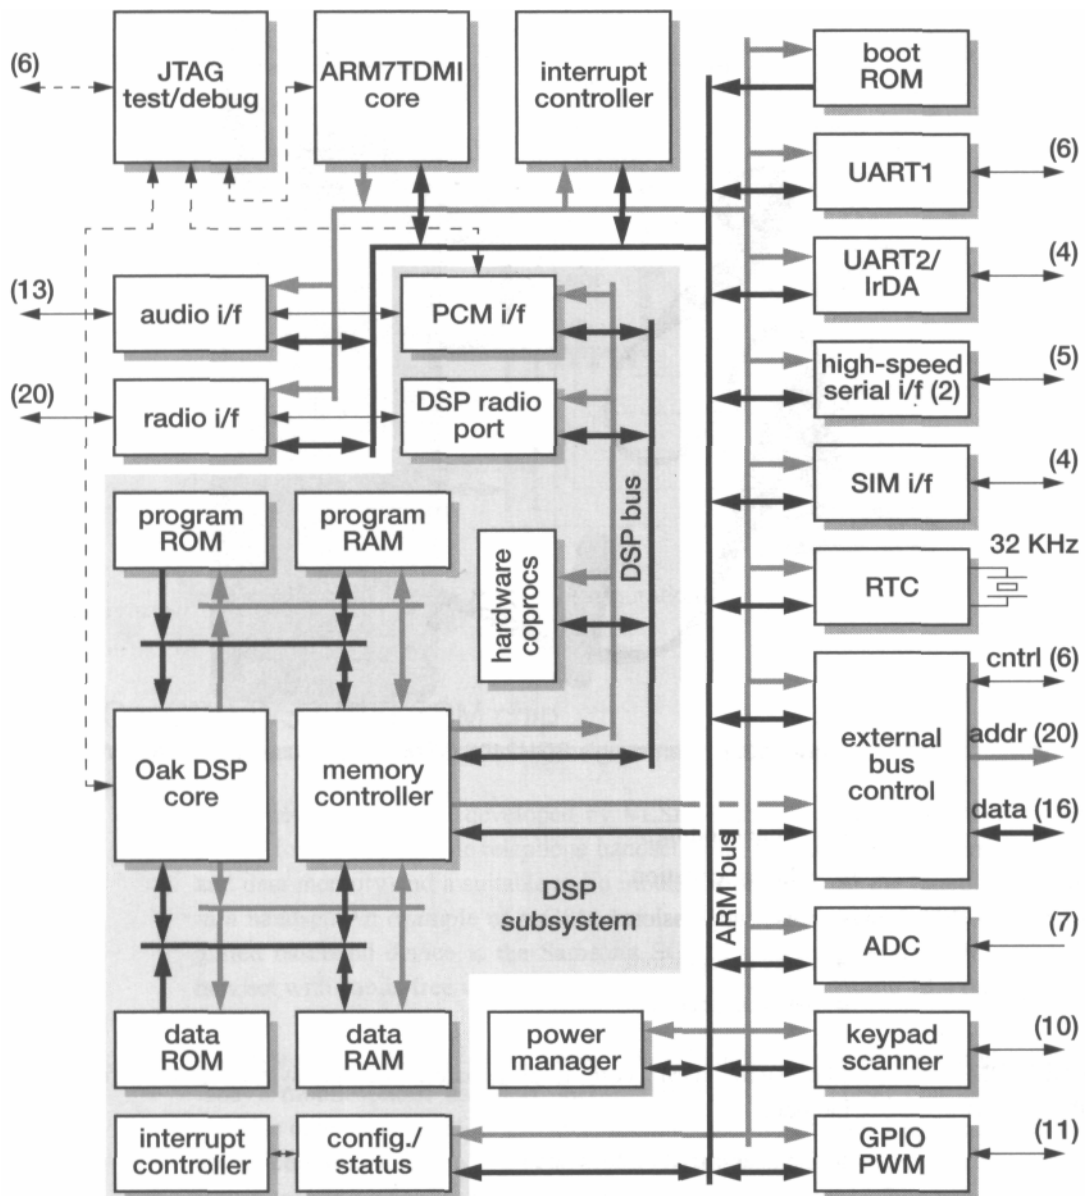 (6)
JTAG
test/debug
ARM7TDMI
core
interrupt
controller
boot
ROM
UART1
(6)
UART2/
IrDA
(4)
(13)
audio i/f
PCM i/f
high-speed
serial i/f (2)
(5)
(20)
radio i/f
DSP radio
port
SIM i/f
(4)
program
ROM
program
RAM
hardware
coprocs
DSP bus
RTC
32 KHz
Oak DSP
core
memory
controller
external
bus
control
cntrl (6)
addr (20)
data (16)
ARM bus
DSP
subsystem
ADC
(7)
data
ROM
data
RAM
power
manager
keypad
scanner
(10)
interrupt
controller
config./
status
GPIO
PWM
(11)